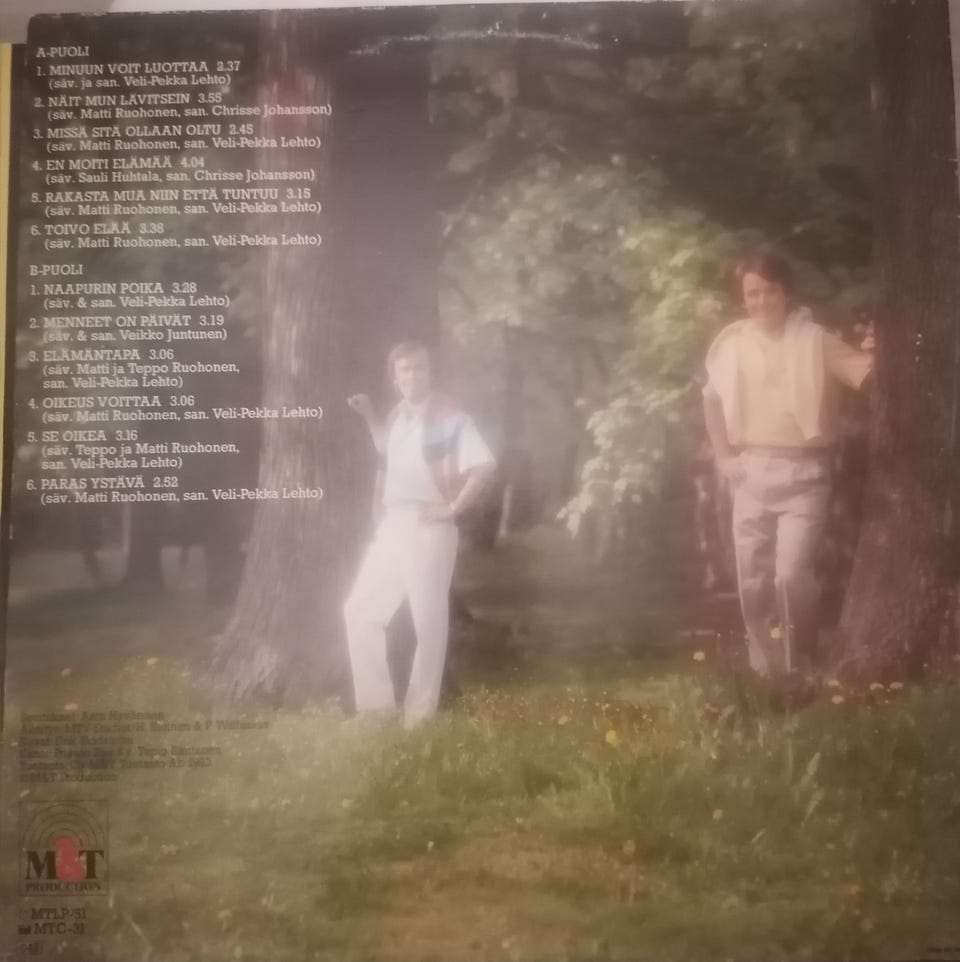 A-PUOLI
1. MINUUN VOIT LUOTTAA 2.37
(säv. ja san. Veli-Pekka Lehto)
2. NÄIT MUN LÄVITSEIN 3.55
(säv. Matti Ruohonen, san. Chrisse Johansson)
3. MISSÄ SITÄ OLLAAN OLTU 2.45
(säv. Matti Ruohonen, san. Veli-Pekka Lehto)
4. EN MOITI ELÄMÄÄ 4.04
(säv. Sauli Huhtala, san. Chrisse Johansson)
5. RAKASTA MUA NIIN ETTÄ TUNTUU 3.15
(säv. Matti Ruohonen, san. Veli-Pekka Lehto)
6. TOIVO ELÄÄ 3.38
(säv. Matti Ruohonen, san. Veli-Pekka Lehto)
B-PUOLI
1. NAAPURIN POIKA 3.28
(säv. & san. Veli-Pekka Lehto)
2. MENNEET ON PÄIVÄT 3.19
(säv. & san. Veikko Juntunen)
3. ELÄMÄNTAPA 3.06
(säv. Matti ja Teppo Ruohonen,
san. Veli-Pekka Lehto)
4. OIKEUS VOITTAA 3.06
(säv. Matti Ruohonen, san. Veli-Pekka Lehto)
5. SE OIKEA 3.16
(säv. Teppo ja Matti Ruohonen,
san. Veli-Pekka Lehto)
6. PARAS YSTÄVÄ 2.52
(säv. Matti Ruohonen, san. Veli-Pekka Lehto)
& P.
Teppo Rantanen
Oy M&T Tuotanto Ab
M&T Production
M&T
PRODUCTION
MTLP-31
MTC-31